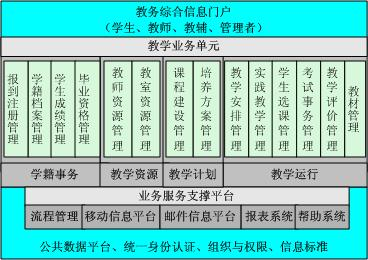 教务综合信息门户
（学生、教师、教辅、管理者）
教学业务单元
报到注册管理
学籍档案管理
学生成绩管理
毕业资格管理
教师资源管理
教室资源管理
课程建设管理
培养方案管理
教学安排管理
实践教学管理
学生选课管理
考试事务管理
教学评价管理
教材管理
学籍事务
教学资源
教学计划
教学运行
业务服务支撑平台
流程管理
移动信息平台
邮件信息平台
报表系统
帮助系统
公共数据平台、统一身份认证、组织与权限、信息标准